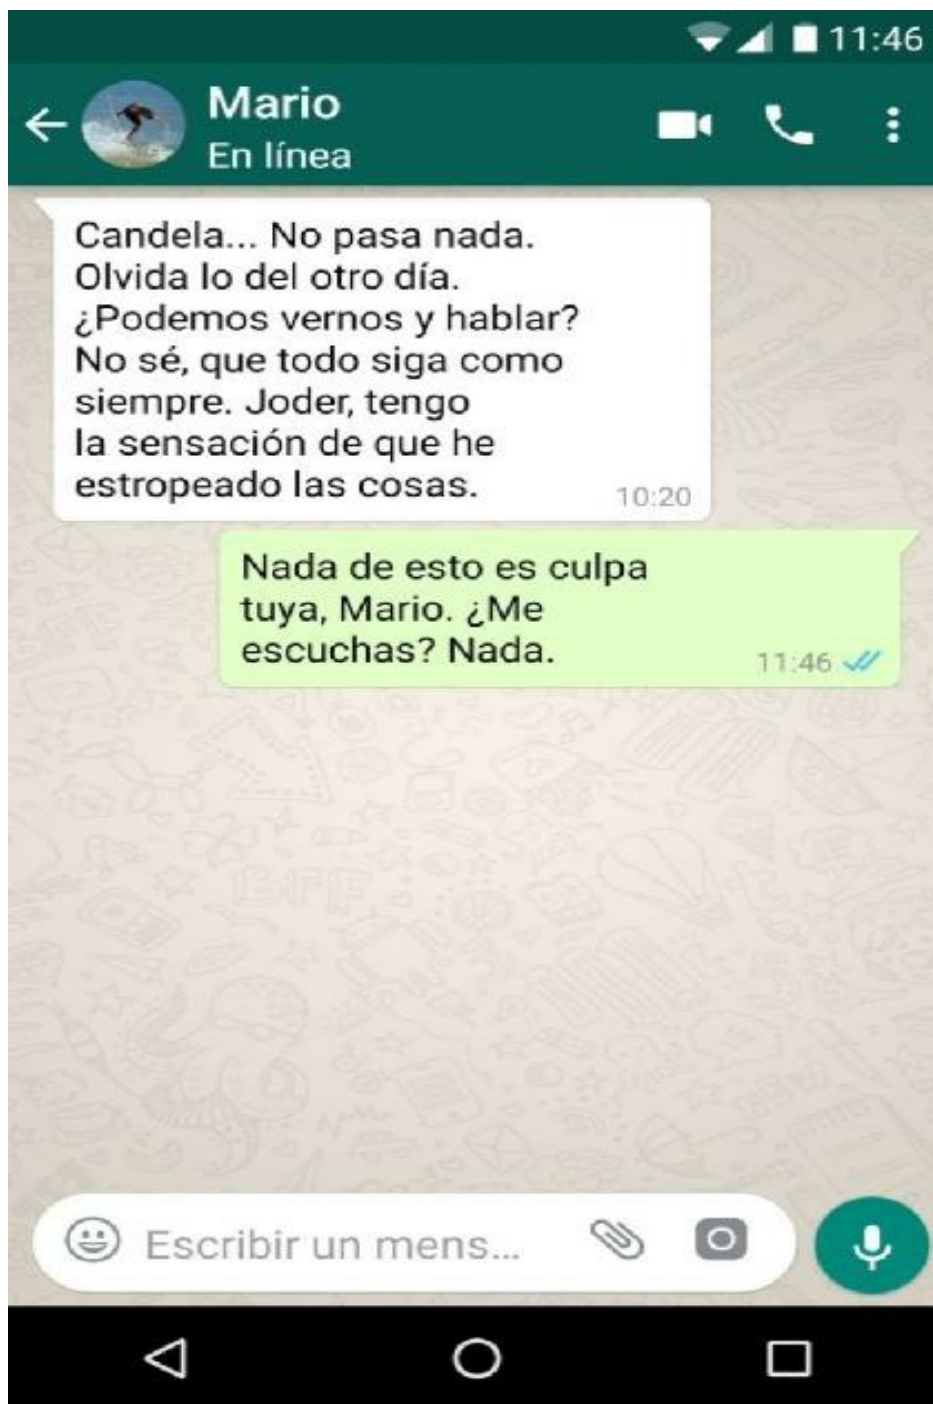 11:46
Mario
En línea
Candela... No pasa nada.
Olvida lo del otro día.
¿Podemos vernos y hablar?
No sé, que todo siga como
siempre. Joder, tengo
la sensación de que he
estropeado las cosas.
10:20
Nada de esto es culpa
tuya, Mario. ¿Me
escuchas? Nada.
11:46
BFF
Escribir un mens...